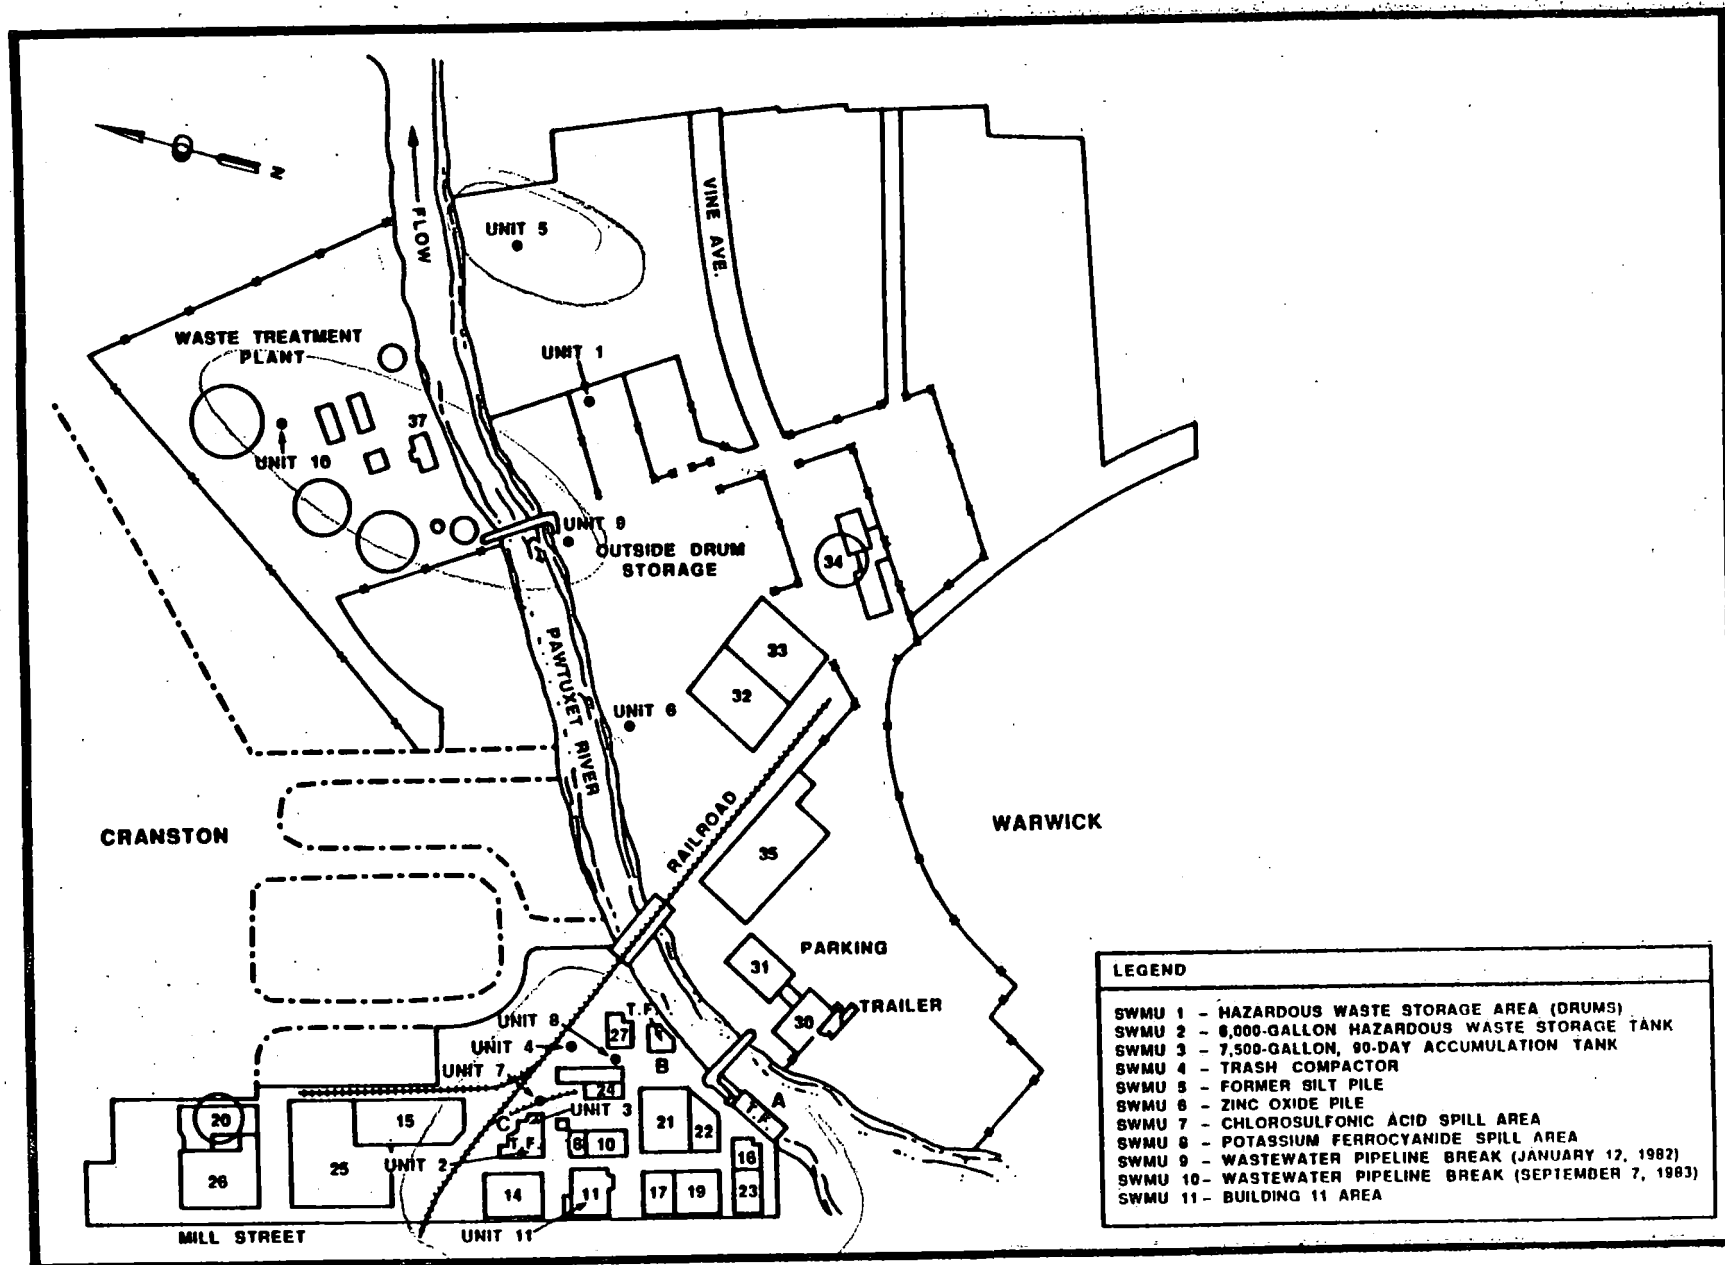 N
FLOW
UNIT 5
VINE AVE.
WASTE TREATMENT
PLANT
UNIT 1
37
UNIT 10
UNIT 9
OUTSIDE DRUM
STORAGE
34
33
32
PAWTUXET RIVER
UNIT 6
CRANSTON
WARWICK
RAILROAD
35
PARKING
31
TRAILER
30
T.F.
UNIT 8
27
UNIT 4
B
UNIT 7
24
A
T.F.
UNIT 3
C
20
15
21
22
T.F.
6
10
UNIT 2
16
25
26
14
11
17
19
23
MILL STREET
UNIT 11
LEGEND
SWMU 1 - HAZARDOUS WASTE STORAGE AREA (DRUMS)
SWMU 2 - 6,000-GALLON HAZARDOUS WASTE STORAGE TANK
SWMU 3 - 7,500-GALLON, 90-DAY ACCUMULATION TANK
SWMU 4 - TRASH COMPACTOR
SWMU 5 - FORMER SILT PILE
SWMU 6 - ZINC OXIDE PILE
SWMU 7 - CHLOROSULFONIC ACID SPILL AREA
SWMU 8 - POTASSIUM FERROCYANIDE SPILL AREA
SWMU 9 - WASTEWATER PIPELINE BREAK (JANUARY 12, 1982)
SWMU 10 - WASTEWATER PIPELINE BREAK (SEPTEMBER 7, 1983)
SWMU 11 - BUILDING 11 AREA